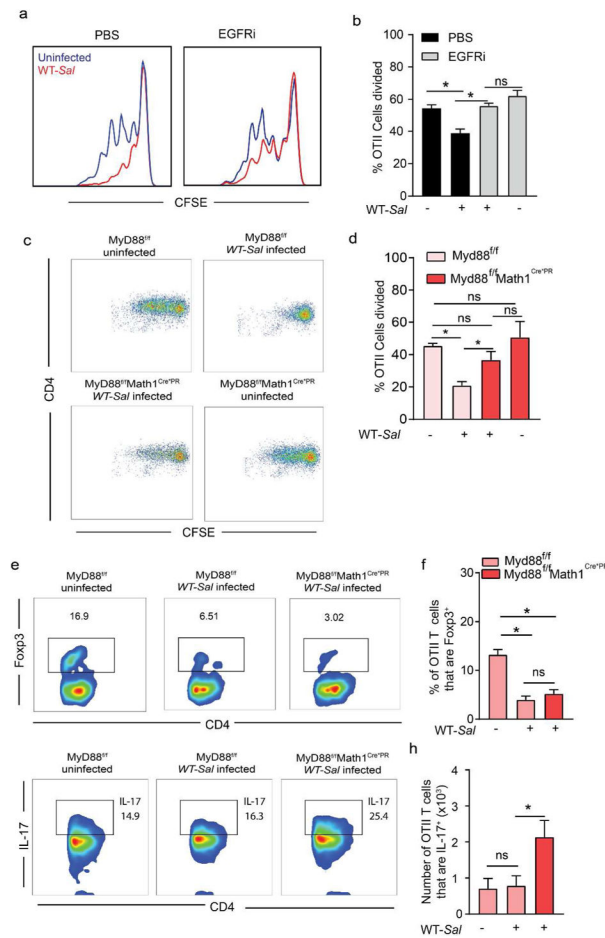 a
PBS
EGFRi
Uninfected
WT-Sal
CFSE
b
PBS
EGFRi
% OTII Cells divided
100
80
60
40
20
0
*
*
ns
WT-Sal
-
+
+
-
c
MyD88f/f
uninfected
MyD88f/f
WT-Sal infected
MyD88f/fMath1Cre*PR
WT-Sal infected
MyD88f/fMath1Cre*PR
uninfected
CD4
CFSE
d
Myd88f/f
Myd88f/fMath1Cre*PR
% OTII Cells divided
100
80
60
40
20
0
ns
ns
ns
*
*
WT-Sal
-
+
+
-
e
MyD88f/f
uninfected
MyD88f/f
WT-Sal infected
MyD88f/fMath1Cre*PR
WT-Sal infected
16.9
6.51
3.02
Foxp3
CD4
f
Myd88f/f
Myd88f/fMath1Cre*PR
% of OTII T cells
that are Foxp3+
30
20
10
0
*
*
ns
WT-Sal
-
+
+
MyD88f/f
uninfected
MyD88f/f
WT-Sal infected
MyD88f/fMath1Cre*PR
WT-Sal infected
IL-17
14.9
IL-17
16.3
IL-17
25.4
IL-17
CD4
h
Number of OTII T cells
that are IL-17+ (x10³)
4
3
2
1
0
ns
*
WT-Sal
-
+
+